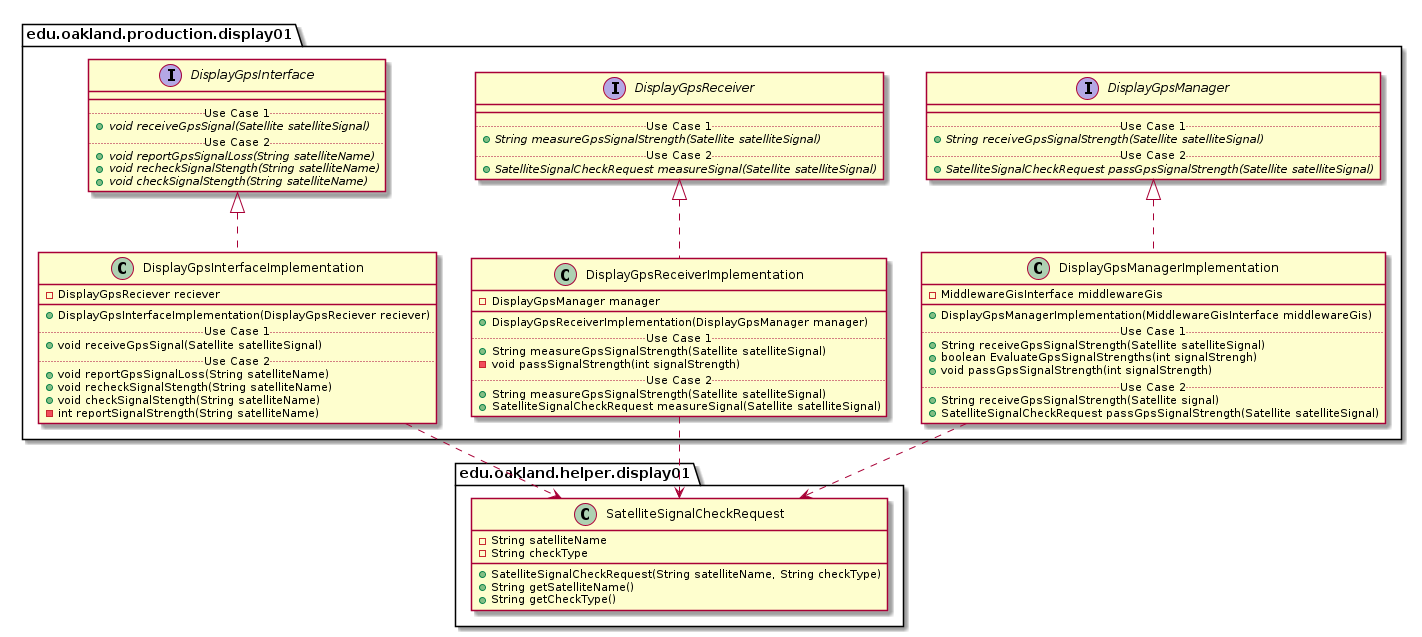 edu.oakland.production.display01
I DisplayGpsInterface
Use Case 1
void receiveGpsSignal(Satellite satelliteSignal)
Use Case 2
void reportGpsSignalLoss(String satelliteName)
void recheckSignalStength(String satelliteName)
void checkSignalStength(String satelliteName)
I DisplayGpsReceiver
Use Case 1
String measureGpsSignalStrength(Satellite satelliteSignal)
Use Case 2
SatelliteSignalCheckRequest measureSignal(Satellite satelliteSignal)
I DisplayGpsManager
Use Case 1
String receiveGpsSignalStrength(Satellite satelliteSignal)
Use Case 2
SatelliteSignalCheckRequest passGpsSignalStrength(Satellite satelliteSignal)
C DisplayGpsInterfaceImplementation
DisplayGpsReciever reciever
DisplayGpsInterfaceImplementation(DisplayGpsReciever reciever)
Use Case 1
void receiveGpsSignal(Satellite satelliteSignal)
Use Case 2
void reportGpsSignalLoss(String satelliteName)
void recheckSignalStength(String satelliteName)
void checkSignalStength(String satelliteName)
int reportSignalStrength(String satelliteName)
C DisplayGpsReceiverImplementation
DisplayGpsManager manager
DisplayGpsReceiverImplementation(DisplayGpsManager manager)
Use Case 1
String measureGpsSignalStrength(Satellite satelliteSignal)
void passSignalStrength(int signalStrength)
Use Case 2
String measureGpsSignalStrength(Satellite satelliteSignal)
SatelliteSignalCheckRequest measureSignal(Satellite satelliteSignal)
C DisplayGpsManagerImplementation
MiddlewareGisInterface middlewareGis
DisplayGpsManagerImplementation(MiddlewareGisInterface middlewareGis)
Use Case 1
String receiveGpsSignalStrength(Satellite satelliteSignal)
boolean EvaluateGpsSignalStrengths(int signalStrengh)
void passGpsSignalStrength(int signalStrength)
Use Case 2
String receiveGpsSignalStrength(Satellite signal)
SatelliteSignalCheckRequest passGpsSignalStrength(Satellite satelliteSignal)
edu.oakland.helper.display01
C SatelliteSignalCheckRequest
String satelliteName
String checkType
SatelliteSignalCheckRequest(String satelliteName, String checkType)
String getSatelliteName()
String getCheckType()